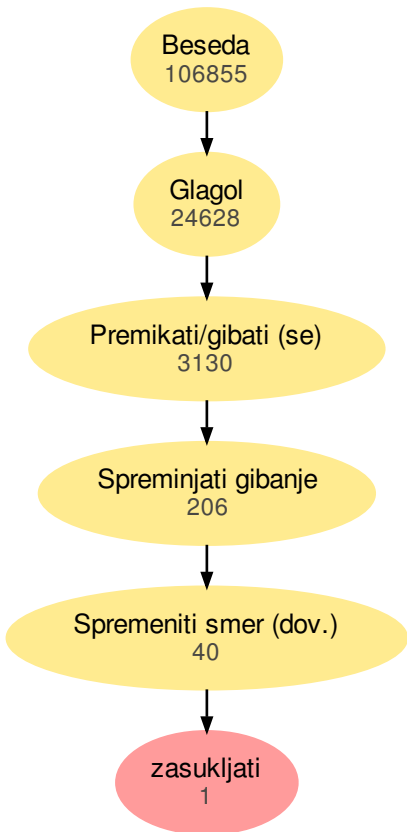 Beseda
106855
Glagol
24628
Premikati/gibati (se)
3130
Spreminjati gibanje
206
Spremeniti smer (dov.)
40
zasukljati
1